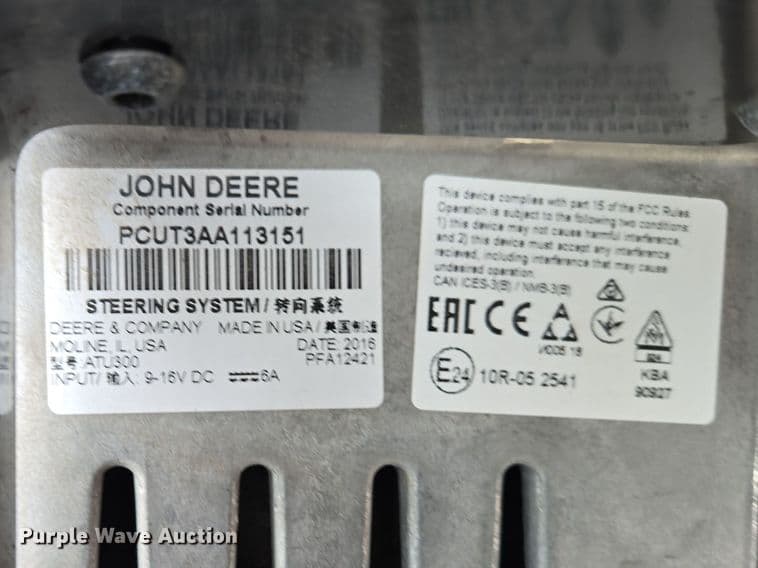 JOHN DEERE
Component Serial Number
PCUT3AA113151
STEERING SYSTEM/ 转向系统
DEERE & COMPANY MADE IN USA/ 美国制造
MOLINE, IL, USA DATE: 2016
型号: ATU300 PFA12421
INPUT/ 输入: 9-16V DC 6A
This device complies with part 15 of the FCC Rules
Operation is subject to the following two conditions:
1) this device may not cause harmful interference,
and 2) this device must accept any interference
recieved, including interference that may cause
undesired operation.
CAN ICES-3(B) / NMB-3(B)
EAC CE
E24 10R-05 2541
KBA
90927
Purple Wave Auction